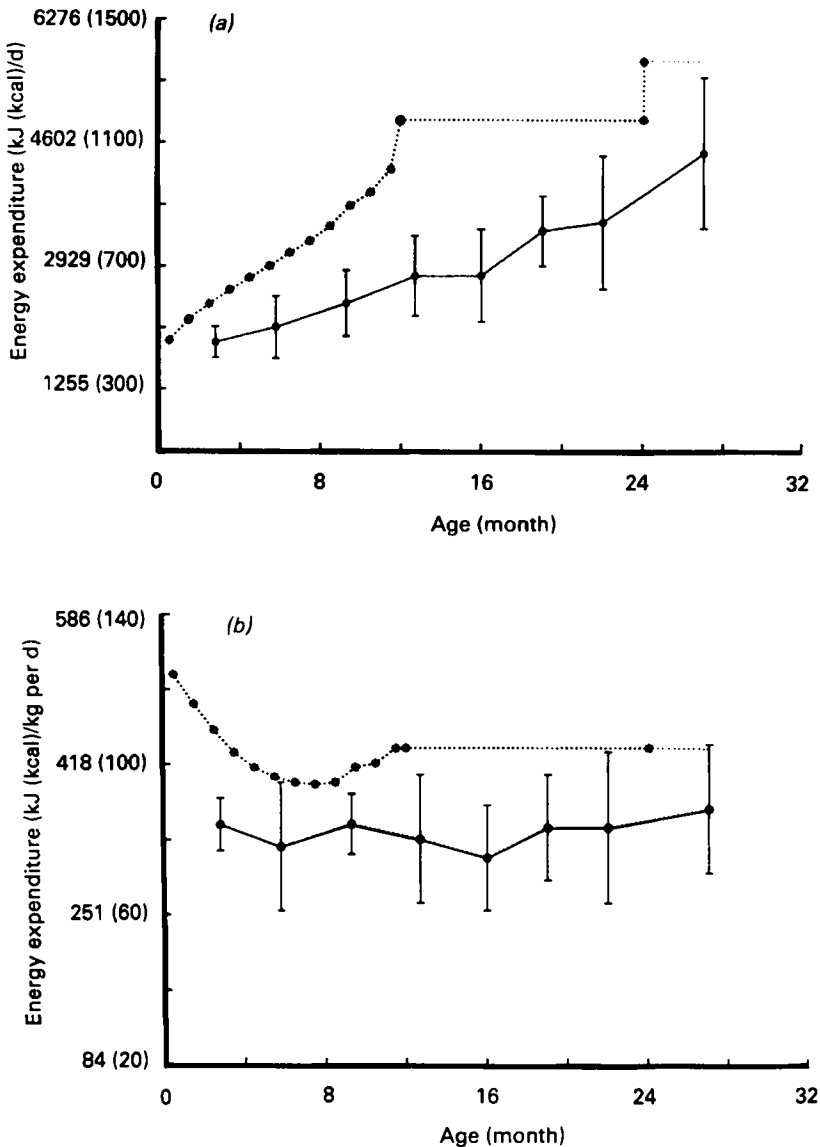 6276 (1500)
(a)
4602 (1100)
2929 (700)
1255 (300)
Energy expenditure (kJ (kcal)/d)
0 8 16 24 32
Age (month)
586 (140)
(b)
418 (100)
251 (60)
84 (20)
Energy expenditure (kJ (kcal)/kg per d)
0 8 16 24 32
Age (month)